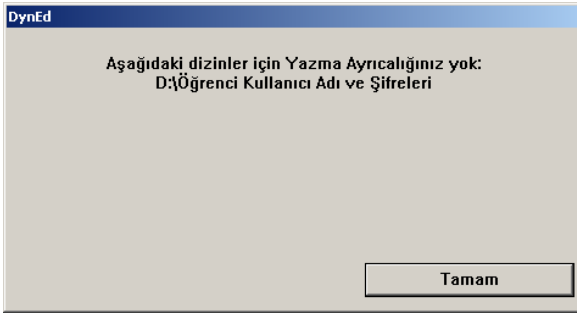 DynEd
Aşağıdaki dizinler için Yazma Ayrıcalığınız yok:
D:\Öğrenci Kullanıcı Adı ve Şifreleri
Tamam